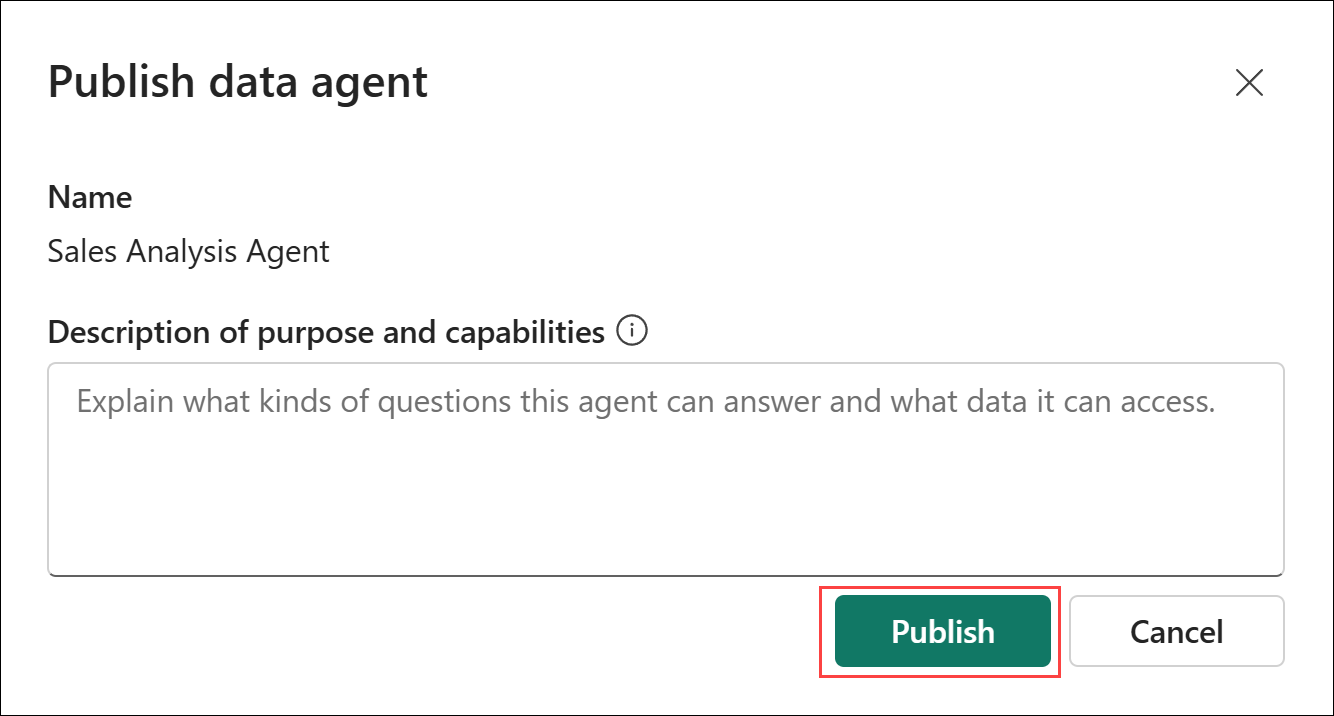 Publish data agent
Name
Sales Analysis Agent
Description of purpose and capabilities
Explain what kinds of questions this agent can answer and what data it can access.
Publish
Cancel